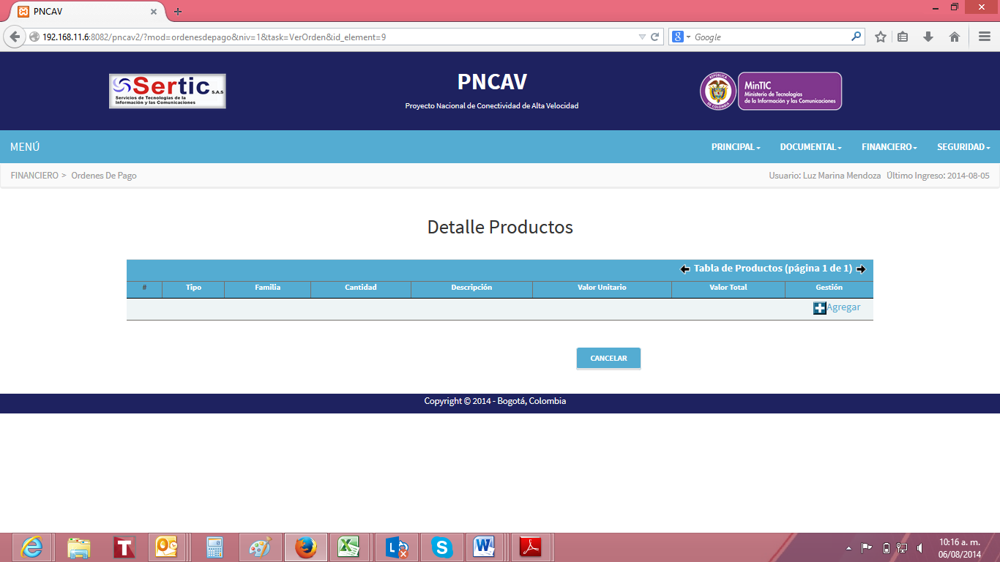 PNCAV
192.168.11.6:8082/pncav2/?mod=ordenesdepago&niv=1&task=VerOrden&id_element=9
Google
Sertic S.A.S
Servicios de Tecnologías de la
Información y las Comunicaciones
PNCAV
Proyecto Nacional de Conectividad de Alta Velocidad
REPÚBLICA DE COLOMBIA
MinTIC
Ministerio de Tecnologías
de la Información y las Comunicaciones
MENÚ
PRINCIPAL
DOCUMENTAL
FINANCIERO
SEGURIDAD
FINANCIERO > Ordenes De Pago
Usuario: Luz Marina Mendoza Último Ingreso: 2014-08-05
Detalle Productos
Tabla de Productos (página 1 de 1)
# Tipo Familia Cantidad Descripción Valor Unitario Valor Total Gestión
Agregar
CANCELAR
Copyright © 2014 - Bogotá, Colombia
10:16 a. m.
06/08/2014